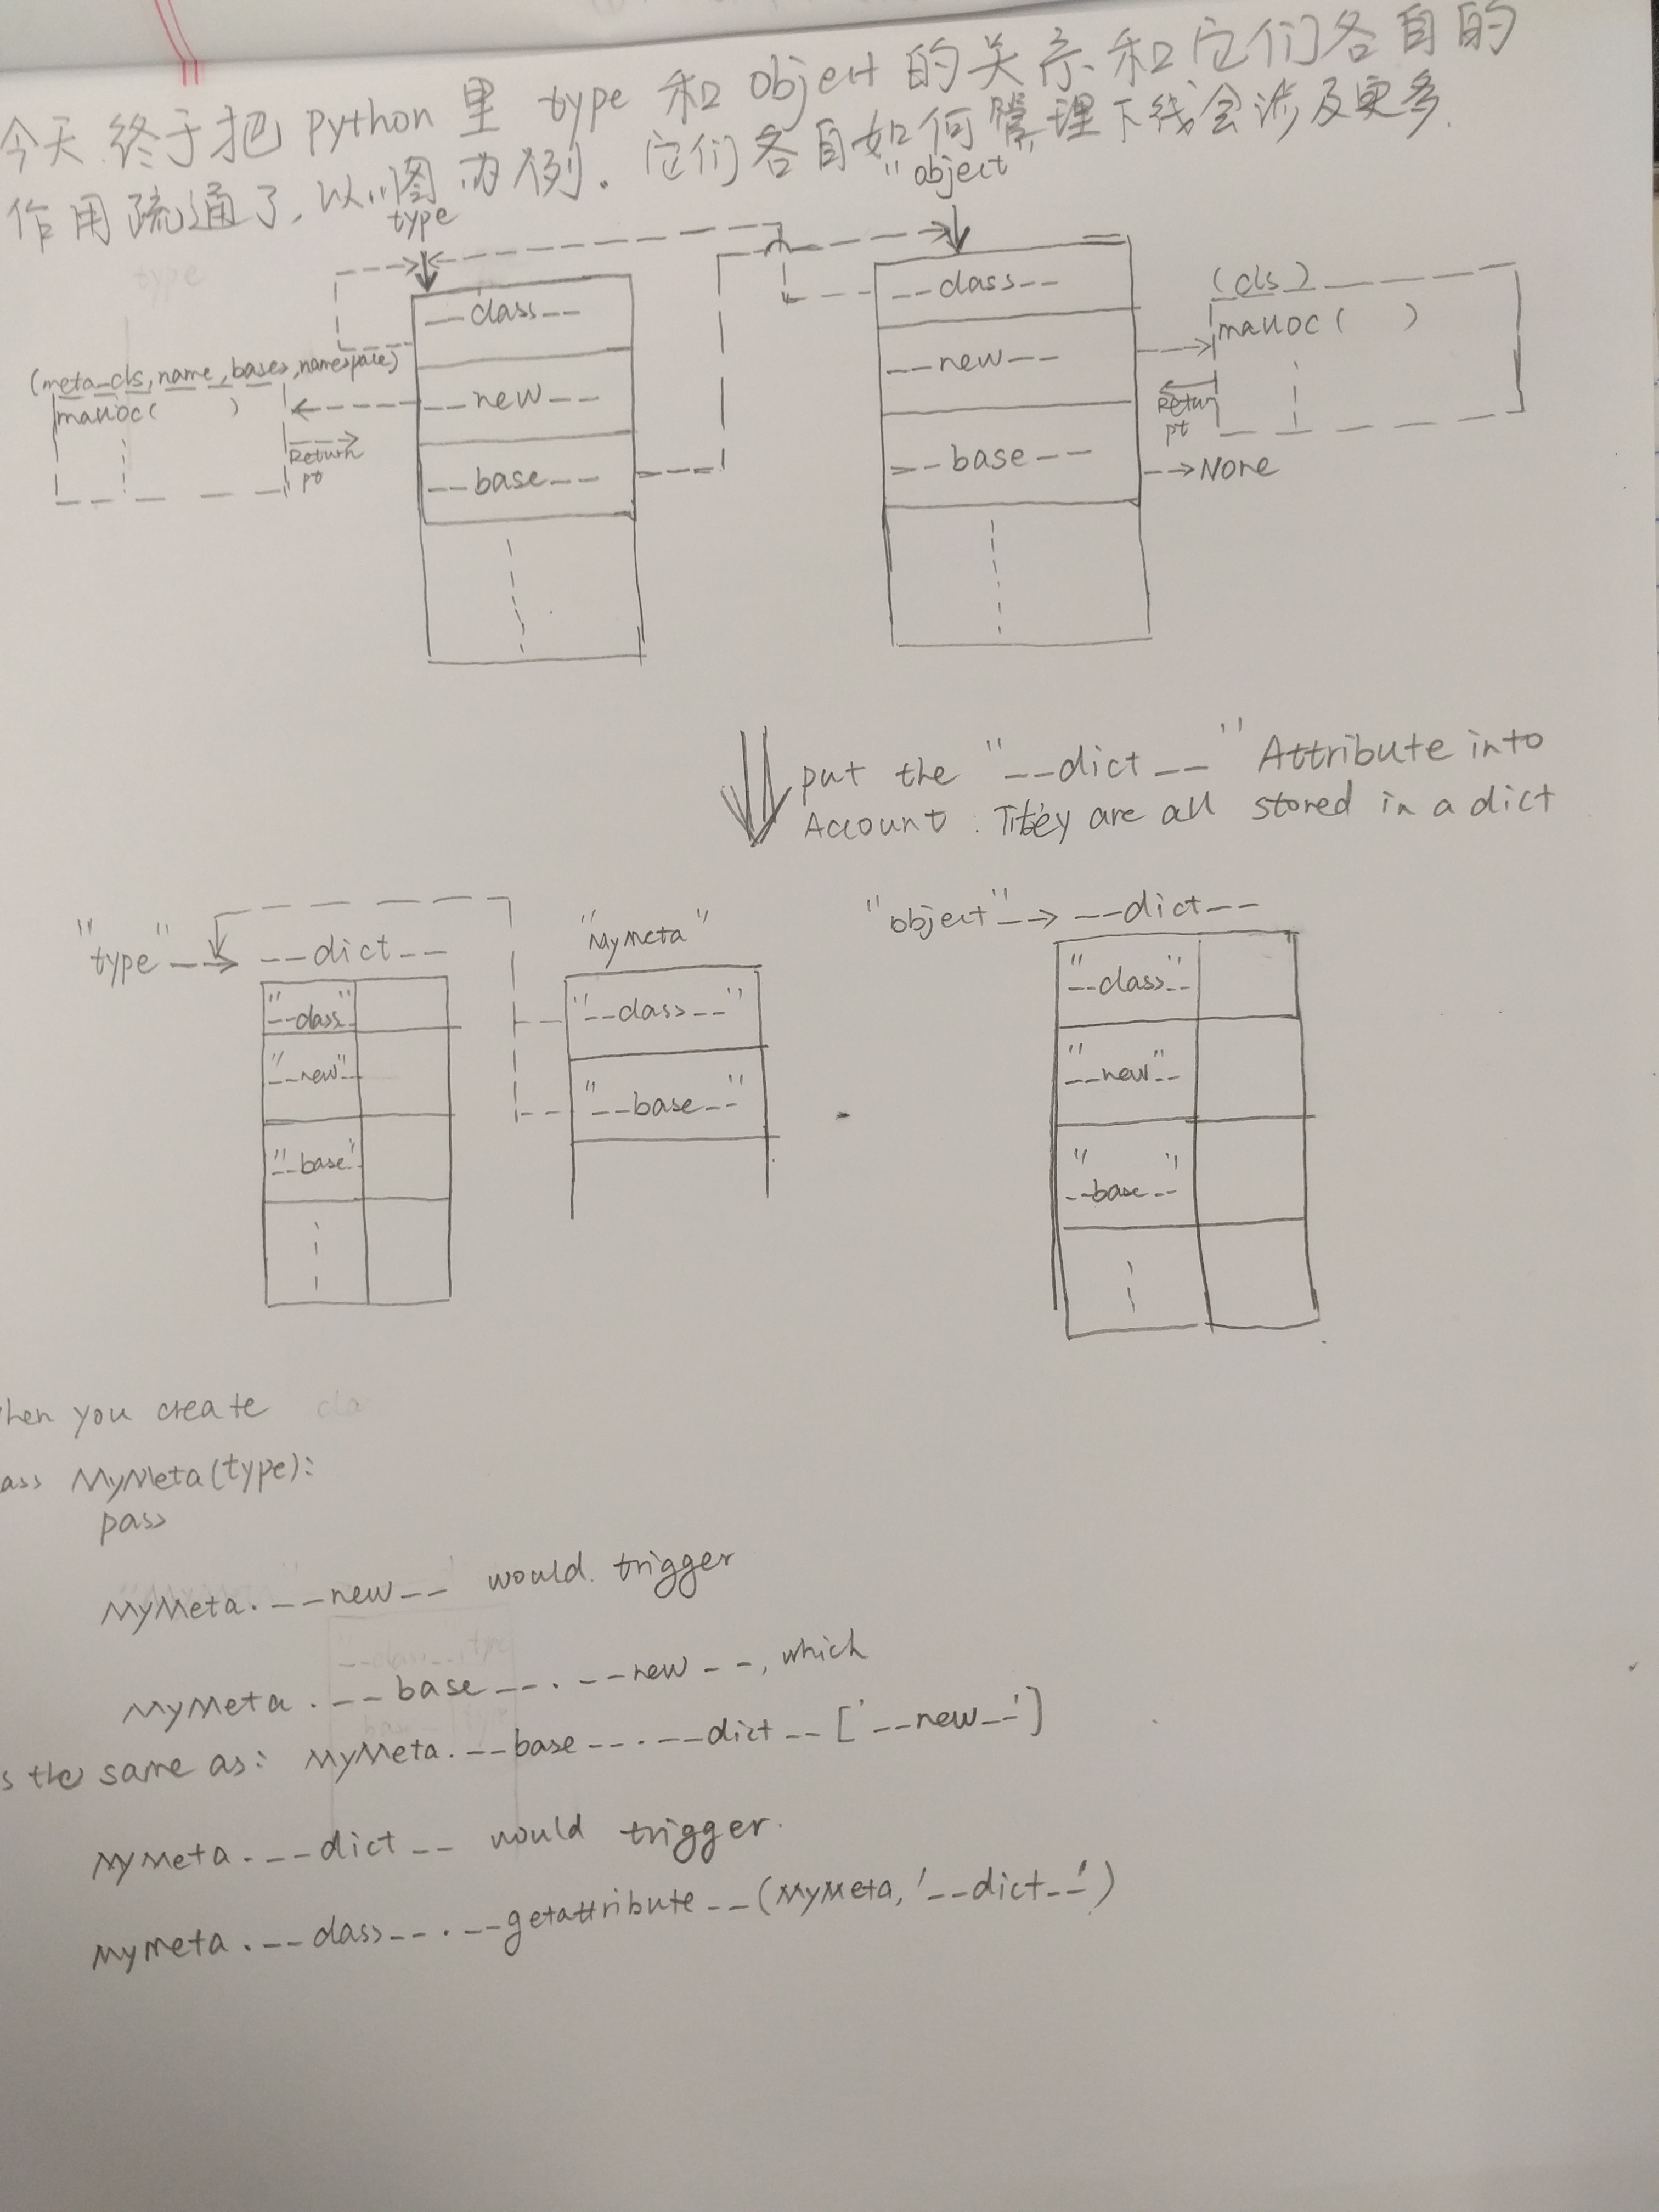 今天终于把 python 里 type 和 object 的关系和它们各自的
作用疏通了, 以图为例. 它们各自如何管理下线会涉及更多.
"type"
"object"
__class__
__new__
__base__
(meta_cls, name, bases, namespace)
malloc( )
Return
pt
__class__
__new__
__base__
(cls)
malloc( )
Return
pt
None
put the "__dict__" Attribute into
Account. They are all stored in a dict
"type"
__dict__
"__class__"
"__new__"
"__base__"
"MyMeta"
"__class__"
"__base__"
"object" __dict__
"__class__"
"__new__"
"__base__"
hen you create
ass MyMeta(type):
pass
MyMeta.__new__ would trigger
MyMeta.__base__.__new__, which
s the same as: MyMeta.__base__.__dict__['__new__']
MyMeta.__dict__ would trigger.
MyMeta.__class__.__getattribute__(MyMeta, '__dict__')